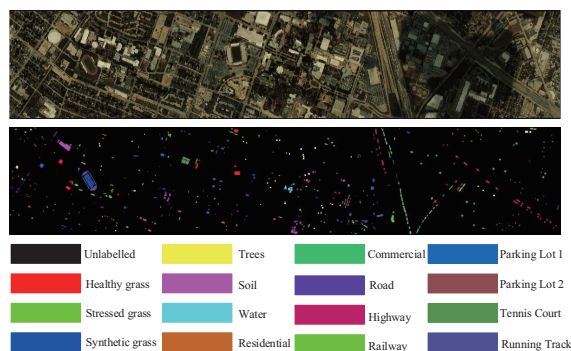 Unlabelled
Trees
Commercial
Parking Lot 1
Healthy grass
Soil
Road
Parking Lot 2
Stressed grass
Water
Highway
Tennis Court
Synthetic grass
Residential
Railway
Running Track